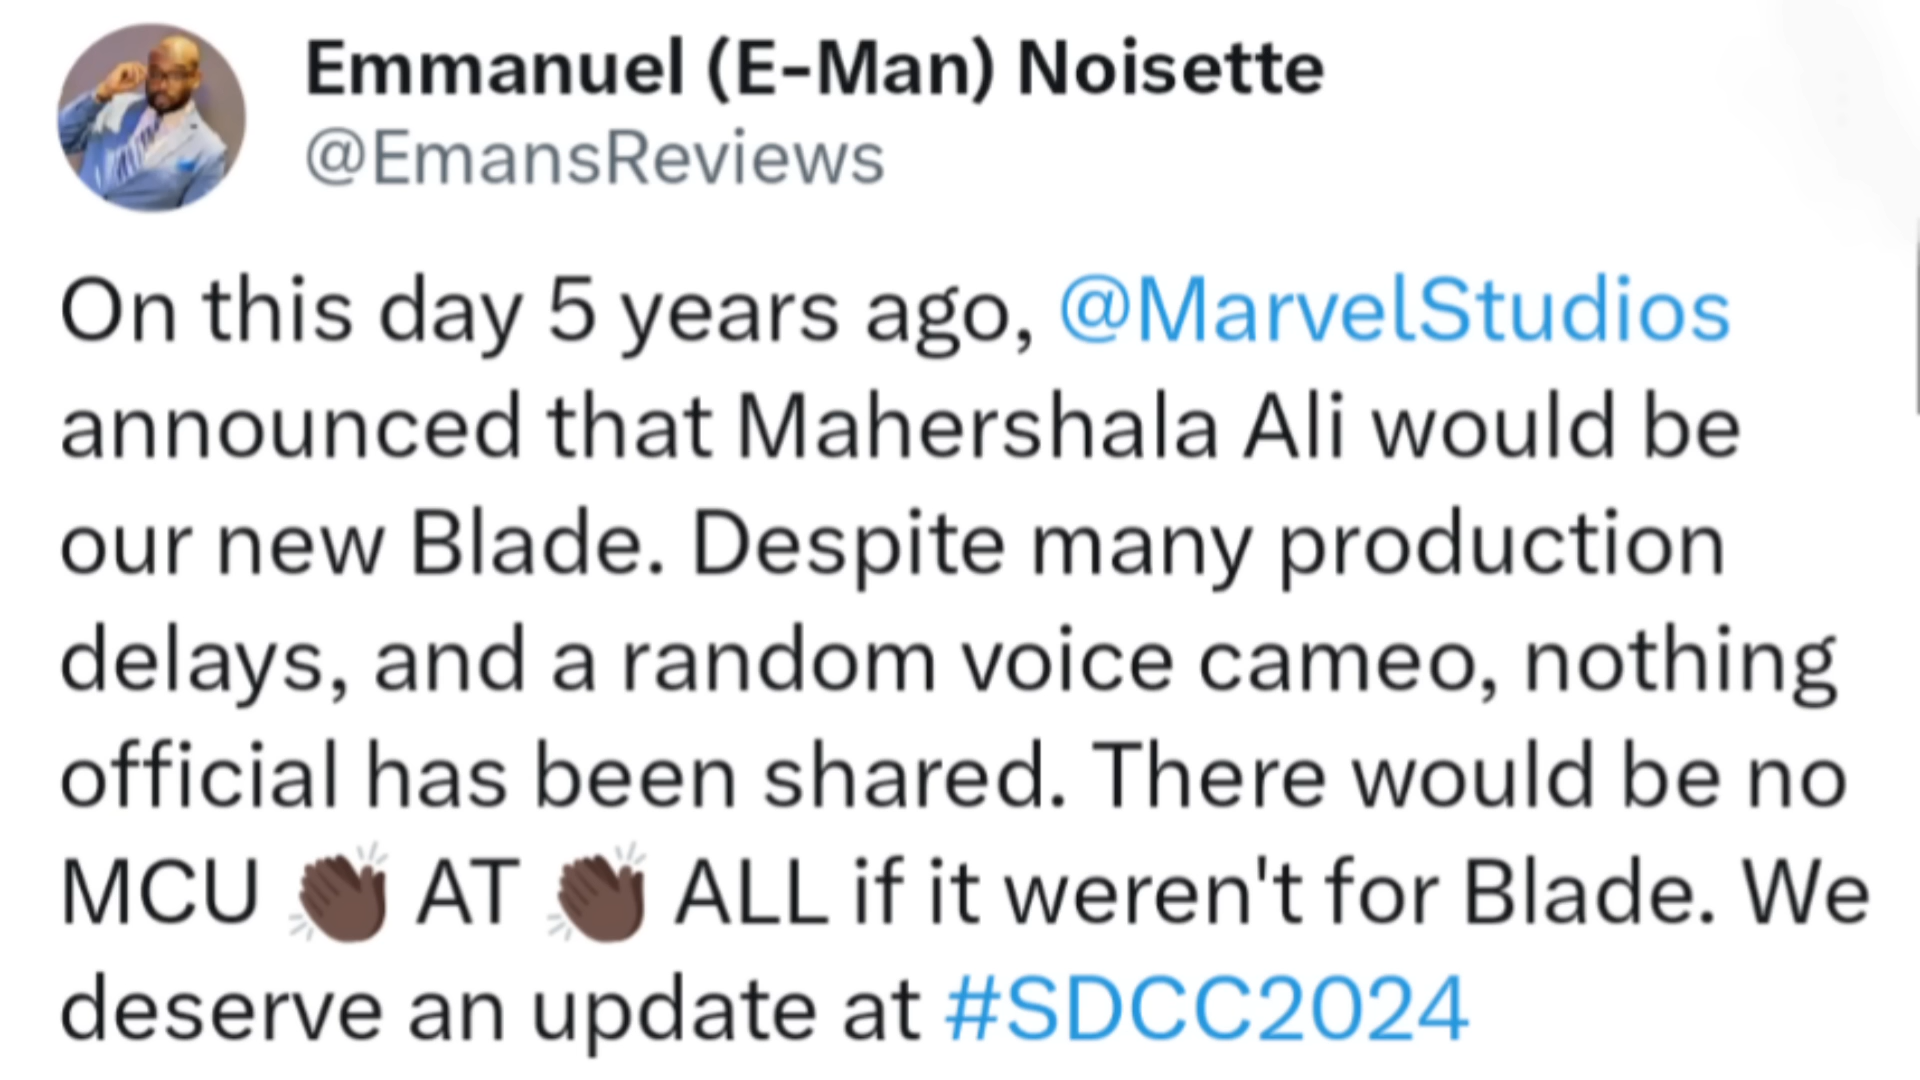 Emmanuel (E-Man) Noisette
@EmansReviews
On this day 5 years ago, @MarvelStudios
announced that Mahershala Ali would be
our new Blade. Despite many production
delays, and a random voice cameo, nothing
official has been shared. There would be no
MCU 👏🏿 AT 👏🏿 ALL if it weren't for Blade. We
deserve an update at #SDCC2024